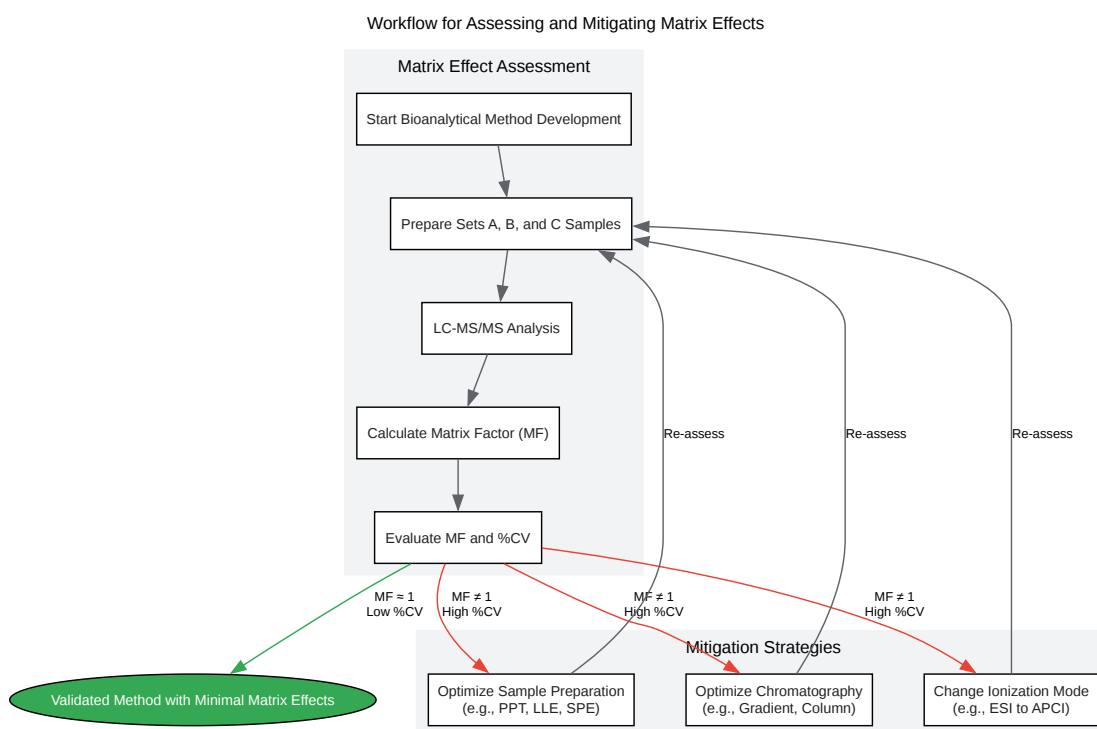 Workflow for Assessing and Mitigating Matrix Effects
Matrix Effect Assessment
Start Bioanalytical Method Development
Prepare Sets A, B, and C Samples
LC-MS/MS Analysis
Calculate Matrix Factor (MF)
Re-assess
Re-assess
Re-assess
Evaluate MF and %CV
MF ≈ 1
Low %CV
MF ≠ 1
High %CV
MF ≠ 1
High %CV
MF ≠ 1
High %CV
Mitigation Strategies
Validated Method with Minimal Matrix Effects
Optimize Sample Preparation
(e.g., PPT, LLE, SPE)
Optimize Chromatography
(e.g., Gradient, Column)
Change Ionization Mode
(e.g., ESI to APCI)